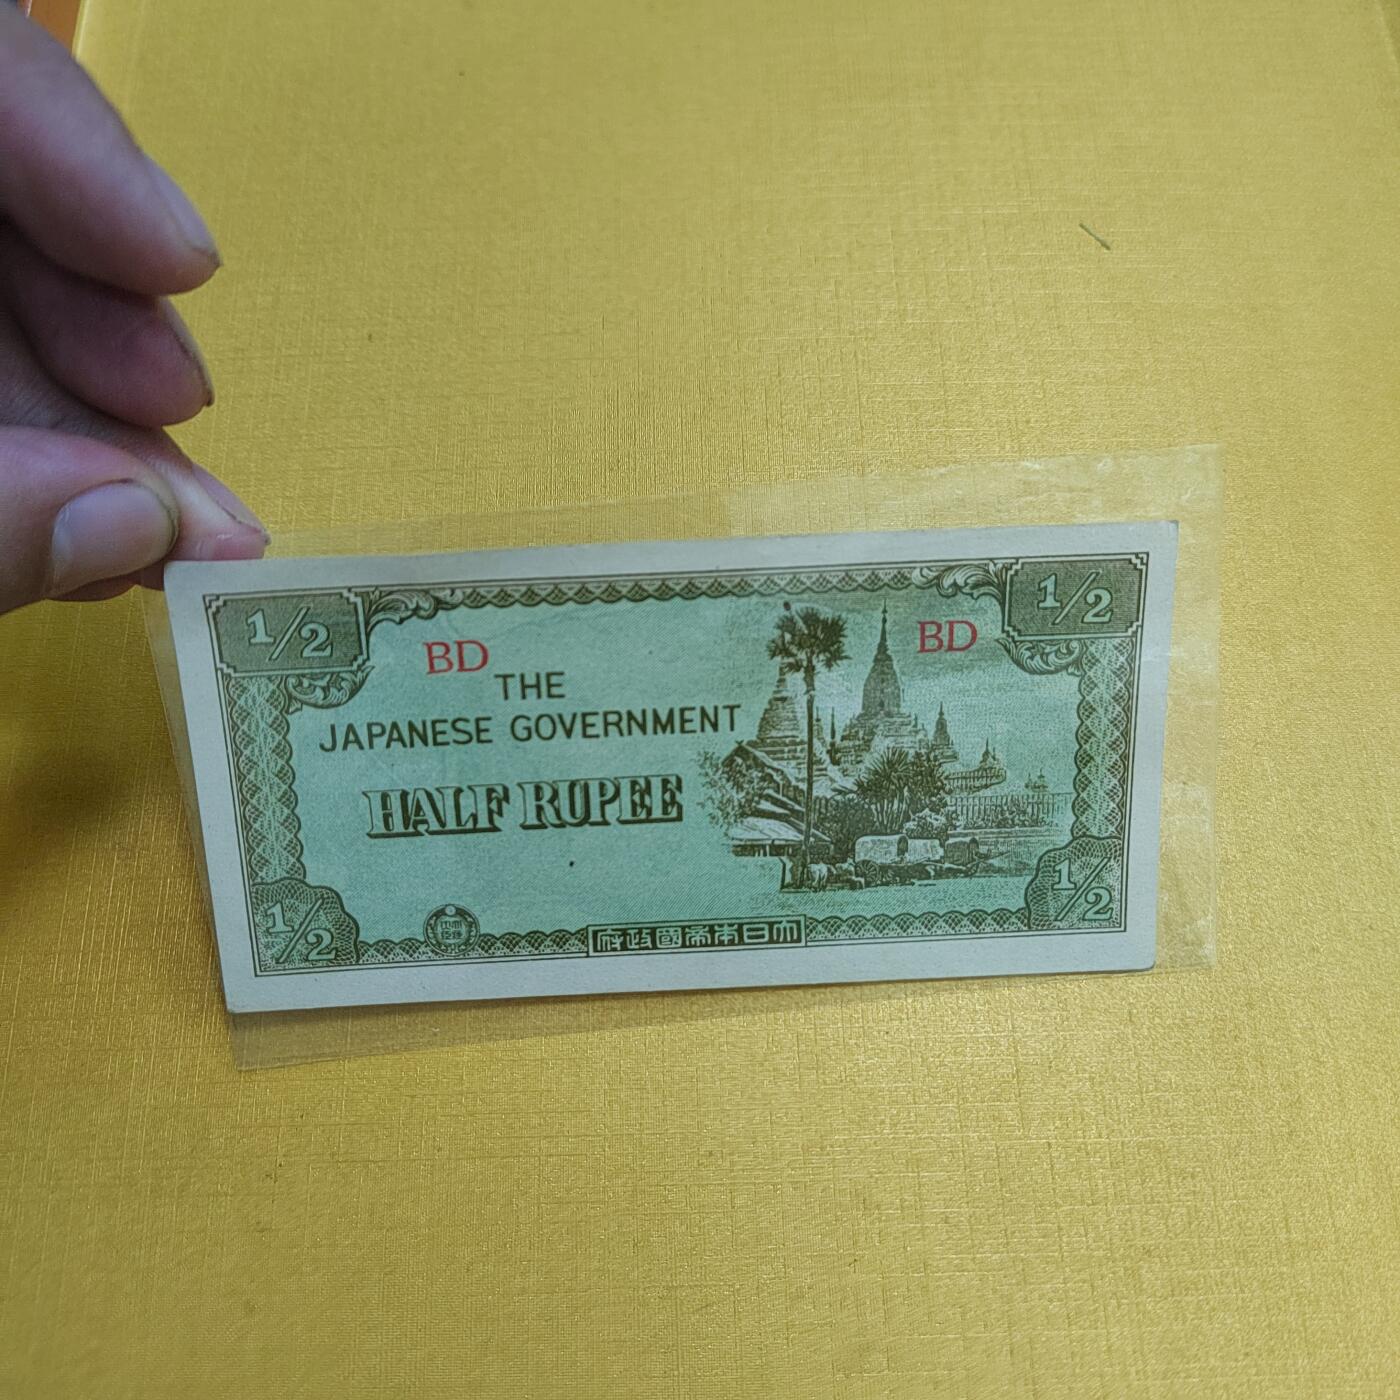 1/2
1/2
BD
BD
THE
JAPANESE GOVERNMENT
HALF RUPEE
1/2
1/2
府政國帝本日大